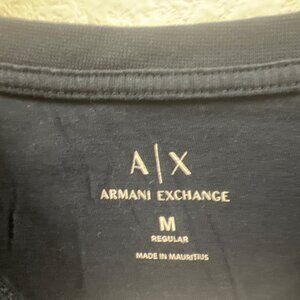 A|X
ARMANI EXCHANGE
M
REGULAR
MADE IN MAURITIUS